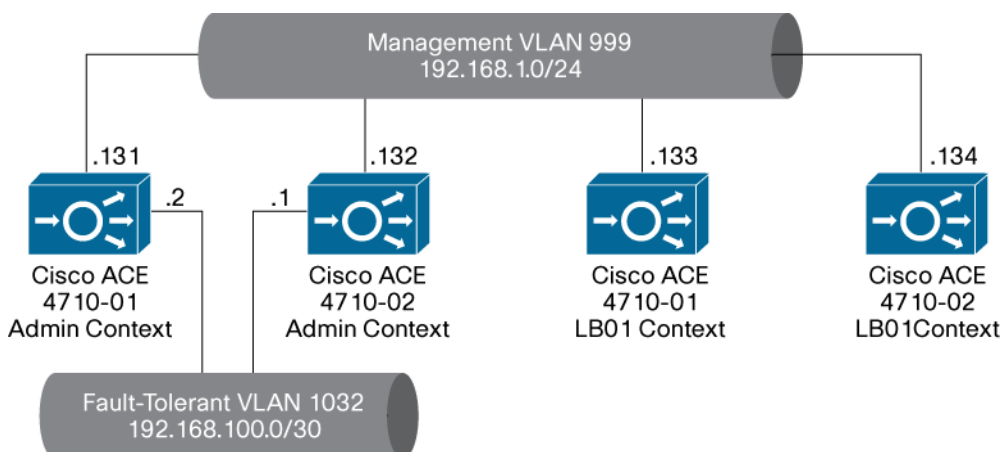 Management VLAN 999
192.168.1.0/24
.131
.132
.133
.134
.2
.1
Cisco ACE
4710-01
Admin Context
Cisco ACE
4710-02
Admin Context
Cisco ACE
4710-01
LB01 Context
Cisco ACE
4710-02
LB01Context
Fault-Tolerant VLAN 1032
192.168.100.0/30